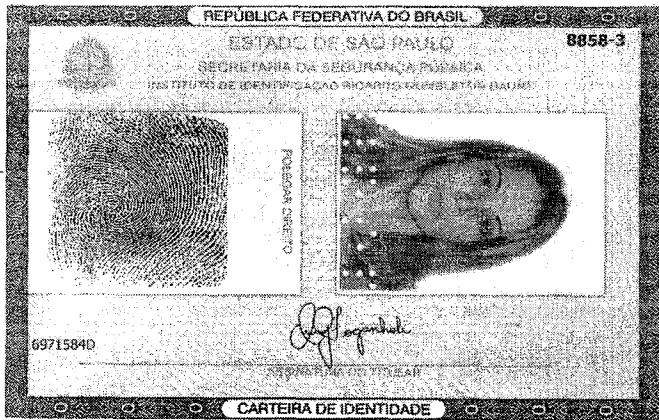 REPÚBLICA FEDERATIVA DO BRASIL
8858-3
ESTADO DE SÃO PAULO
SECRETARIA DA SEGURANÇA PÚBLICA
INSTITUTO DE IDENTIFICAÇÃO RICARDO GUMBLETON DAUNT
POLEGAR DIREITO
6971584D
ASSINATURA DO TITULAR
CARTEIRA DE IDENTIDADE